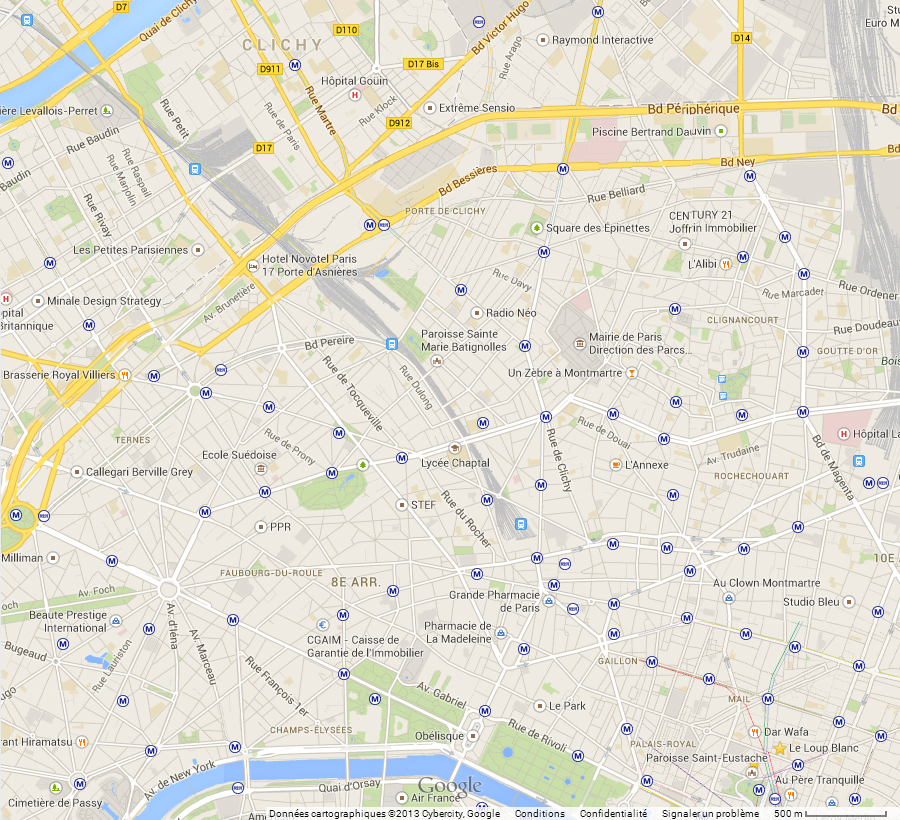 D7
Quai de Clichy
CLICHY
D110
Bd Victor Hugo
Rue Arago
Raymond Interactive
D14
Stu
Euro M
D17 Bis
D911
Hôpital Goüin
ière Levallois-Perret
Rue Petit
Rue Martre
Rue Klock
Extrême Sensio
Bd Périphérique
Bd
Rue de Paris
D912
Piscine Bertrand Dauvin
Rue Baudin
D17
Bd Ney
Bd
Baudin
Rue Raspail
Rue Marjolin
Bd Bessières
Rue Rivay
Rue Belliard
PORTE DE CLICHY
CENTURY 21
Joffrin Immobilier
Square des Epinettes
Les Petites Parisiennes
Hotel Novotel Paris
17 Porte d'Asnières
L'Alibi
Rue Davy
Rue Marcadet
Rue Ordener
Minale Design Strategy
Av. Brunetière
pital
Britannique
Radio Néo
CLIGNANCOURT
Rue Doudeau
Bd Pereire
Paroisse Sainte
Marie Batignolles
Mairie de Paris
Direction des Parcs...
GOUTTE D'OR
Bois
Brasserie Royal Villiers
Rue de Tocqueville
Rue Dulong
Un Zèbre à Montmartre
TERNES
Rue de Prony
Rue de Douai
Hôpital La
Ecole Suédoise
Lycée Chaptal
Rue de Clichy
Av. Trudaine
Bd de Magenta
Callegari Berville Grey
L'Annexe
ROCHECHOUART
STEF
Rue du Rocher
PPR
Milliman
10E
FAUBOURG-DU-ROULE
8E ARR.
Av. Foch
och
Au Clown Montmartre
Grande Pharmacie
de Paris
Studio Bleu
Beaute Prestige
International
Av. d'Iéna
Av. Marceau
CGAIM - Caisse de
Garantie de l'Immobilier
Pharmacie de
La Madeleine
Bugeaud
Rue Lauriston
Rue François 1er
GAILLON
Av. Gabriel
MAIL
Le Park
CHAMPS-ÉLYSÉES
Obélisque
Rue de Rivoli
Dar Wafa
rant Hiramatsu
PALAIS-ROYAL
Le Loup Blanc
Paroisse Saint-Eustache
Av. de New York
Quai d'Orsay
Google
Au Père Tranquille
Cimetière de Passy
Air France
Données cartographiques ©2013 Cybercity, Google Conditions Confidentialité Signaler un problème 500 m